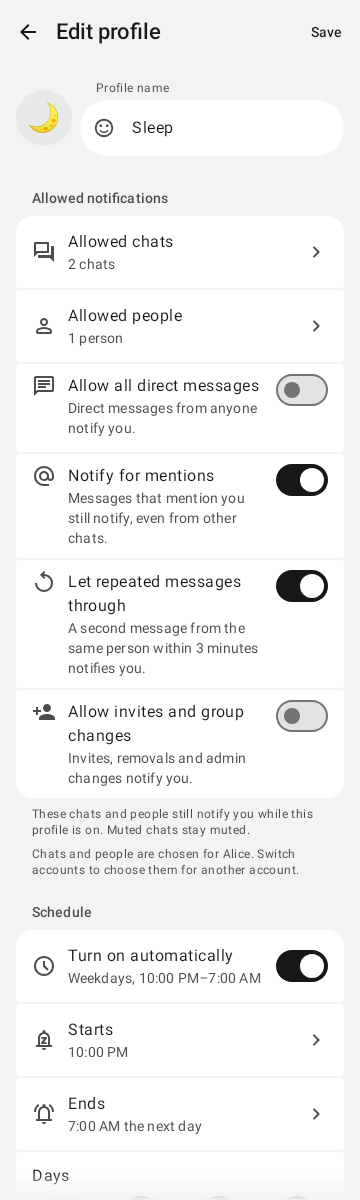 Edit profile
Save
Profile name
Sleep
Allowed notifications
Allowed chats
2 chats
Allowed people
1 person
Allow all direct messages
Direct messages from anyone
notify you.
Notify for mentions
Messages that mention you
still notify, even from other
chats.
Let repeated messages
through
A second message from the
same person within 3 minutes
notifies you.
Allow invites and group
changes
Invites, removals and admin
changes notify you.
These chats and people still notify you while this
profile is on. Muted chats stay muted.
Chats and people are chosen for Alice. Switch
accounts to choose them for another account.
Schedule
Turn on automatically
Weekdays, 10:00 PM–7:00 AM
Starts
10:00 PM
Ends
7:00 AM the next day
Days